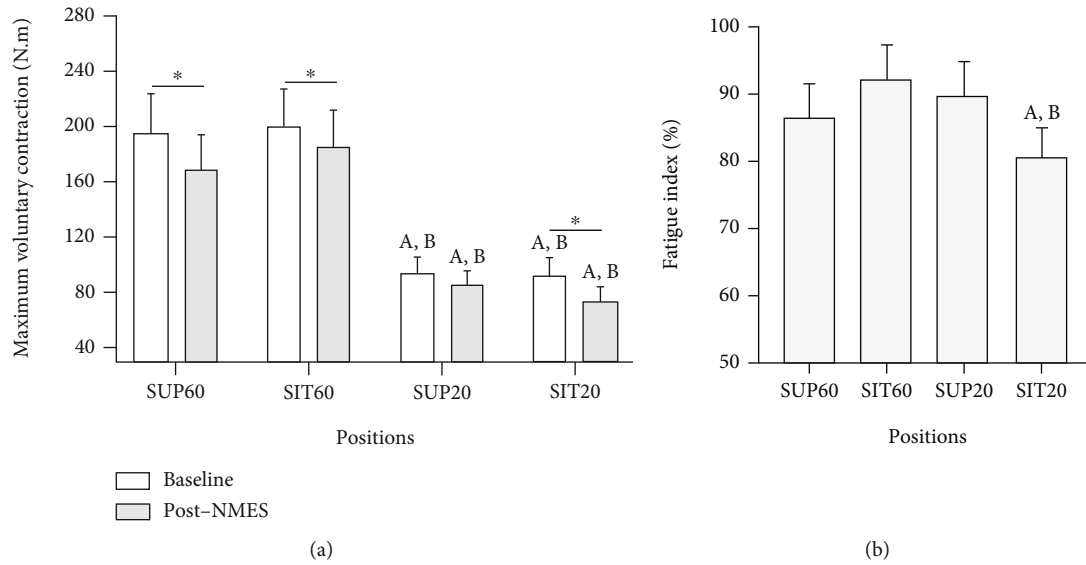 Maximum voluntary contraction (N.m)
280
240
200
160
120
80
40
*
*
*
A, B
A, B
A, B
A, B
SUP60
SIT60
SUP20
SIT20
Positions
Baseline
Post–NMES
(a)
Fatigue index (%)
100
90
80
70
60
50
A, B
SUP60
SIT60
SUP20
SIT20
Positions
(b)